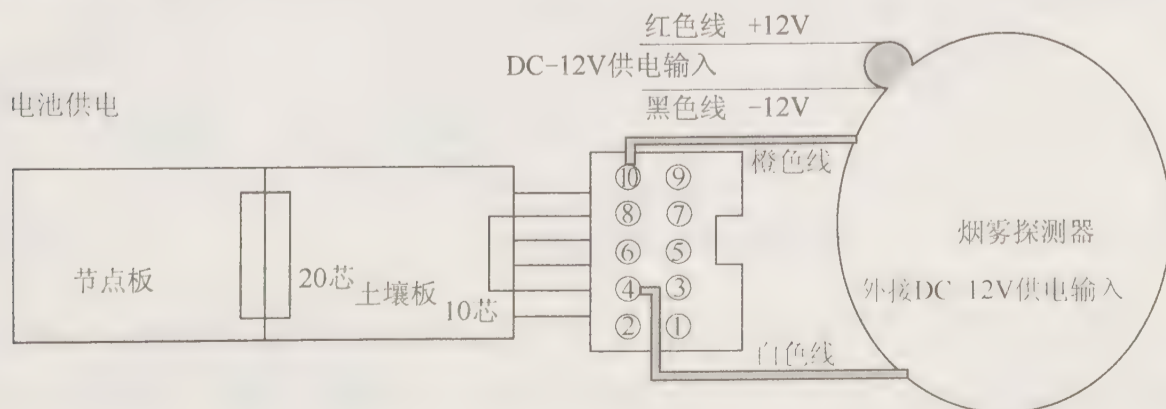 红色线 +12V
DC-12V供电输入
黑色线 -12V
电池供电
橙色线
⑩ ⑨
⑧ ⑦
⑥ ⑤
④ ③
② ①
节点板
20芯
土壤板
10芯
烟雾探测器
外接DC 12V供电输入
白色线